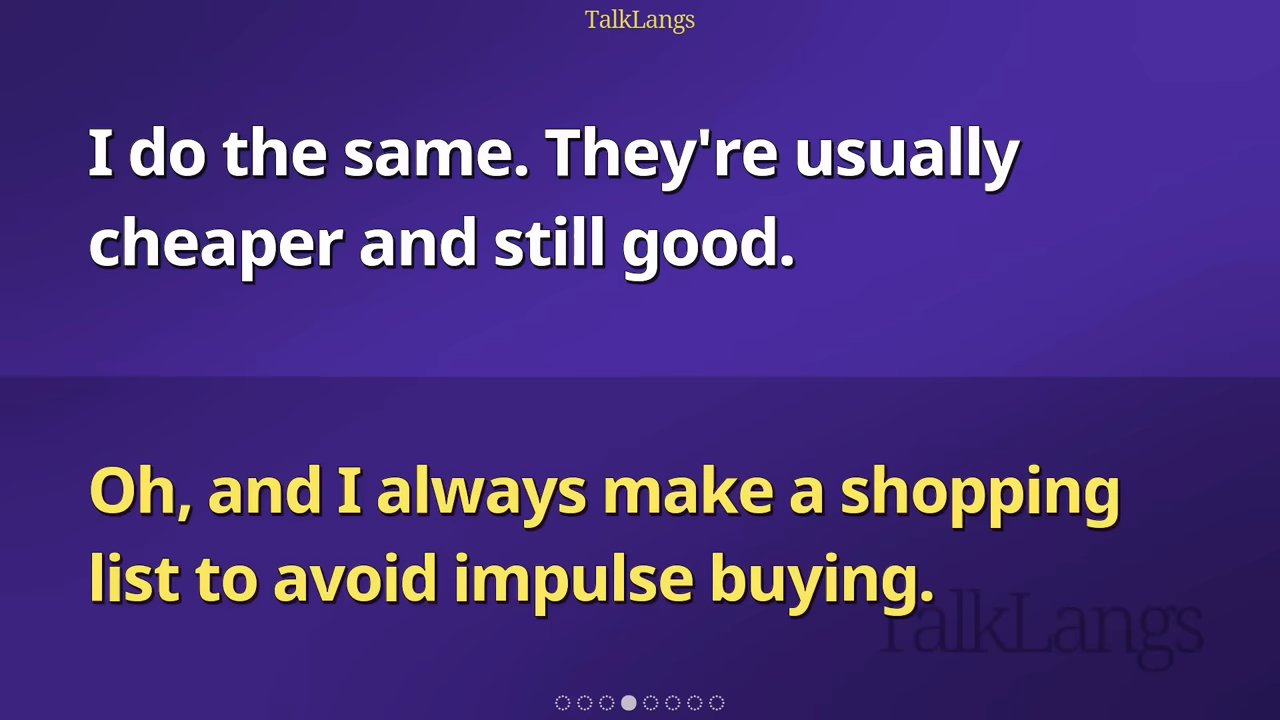 TalkLangs
I do the same. They're usually
cheaper and still good.
Oh, and I always make a shopping
list to avoid impulse buying.
TalkLangs